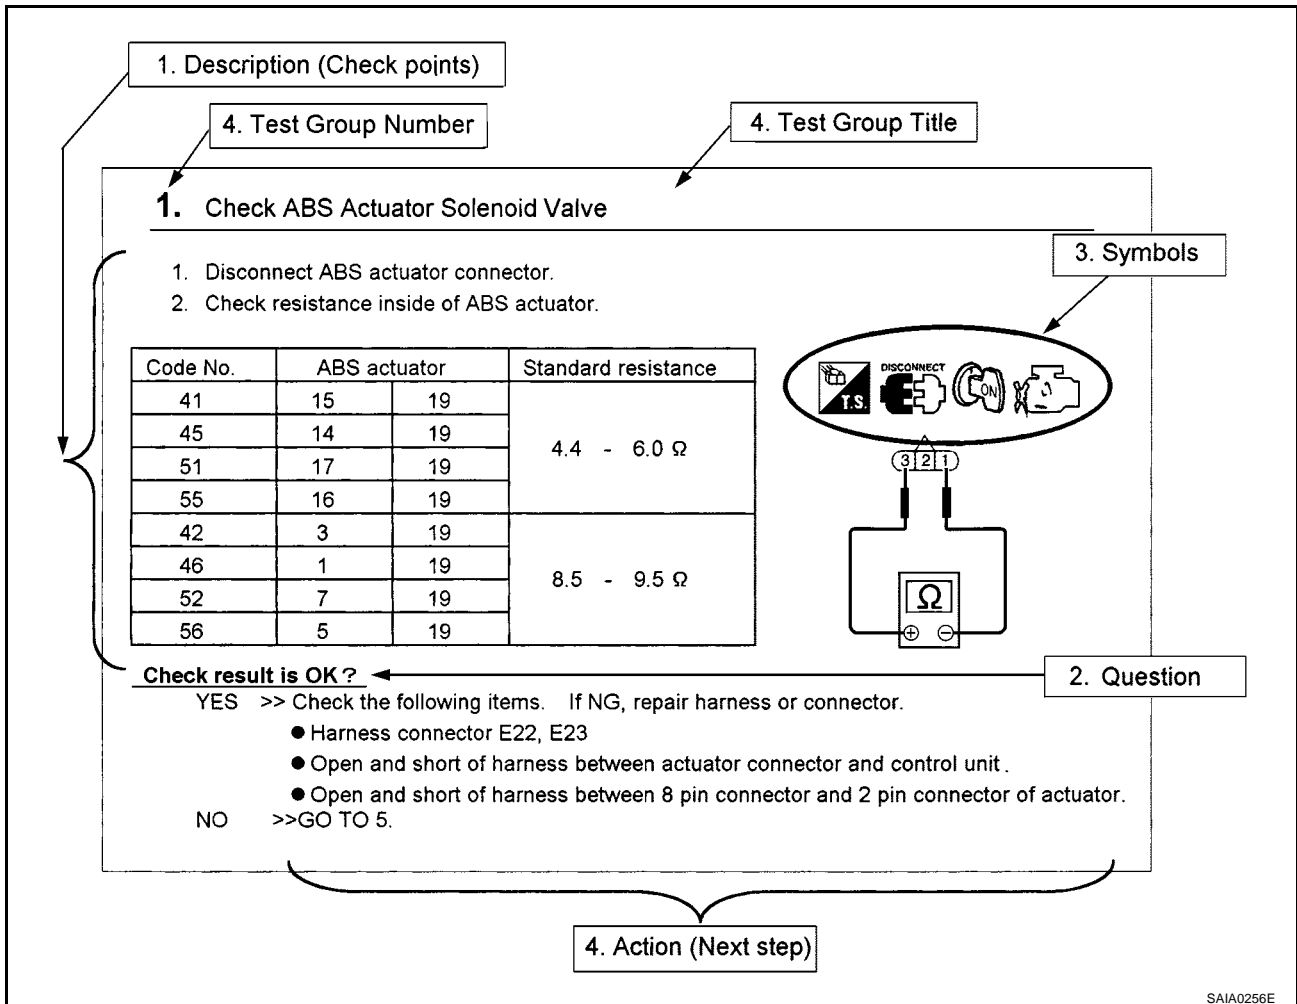 1. Description (Check points)
4. Test Group Number
4. Test Group Title
1. Check ABS Actuator Solenoid Valve
3. Symbols
1. Disconnect ABS actuator connector.
2. Check resistance inside of ABS actuator.
Code No. ABS actuator Standard resistance
41 15 19
45 14 19
51 17 19
55 16 19
4.4 - 6.0 Ω
42 3 19
46 1 19
52 7 19
56 5 19
8.5 - 9.5 Ω
DISCONNECT
T.S.
ON
3 2 1
Ω
+ −
Check result is OK?
2. Question
YES >> Check the following items. If NG, repair harness or connector.
● Harness connector E22, E23
● Open and short of harness between actuator connector and control unit.
● Open and short of harness between 8 pin connector and 2 pin connector of actuator.
NO >>GO TO 5.
4. Action (Next step)
SAIA0256E